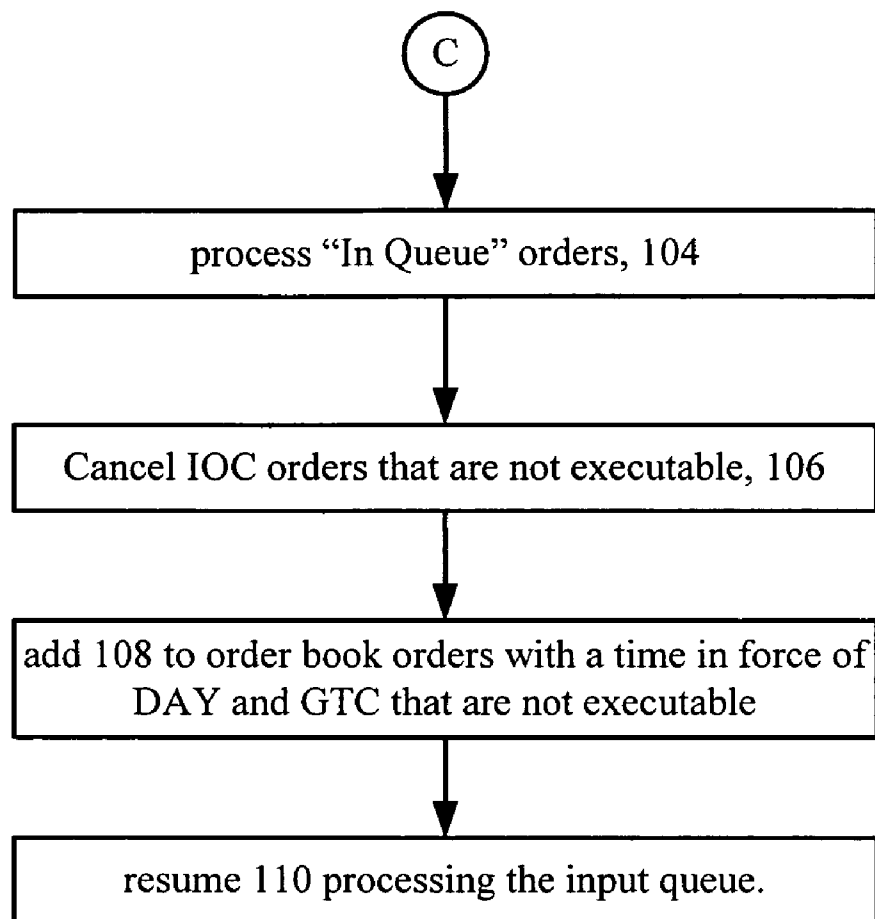 C
process “In Queue” orders, 104
Cancel IOC orders that are not executable, 106
add 108 to order book orders with a time in force of
DAY and GTC that are not executable
resume 110 processing the input queue.